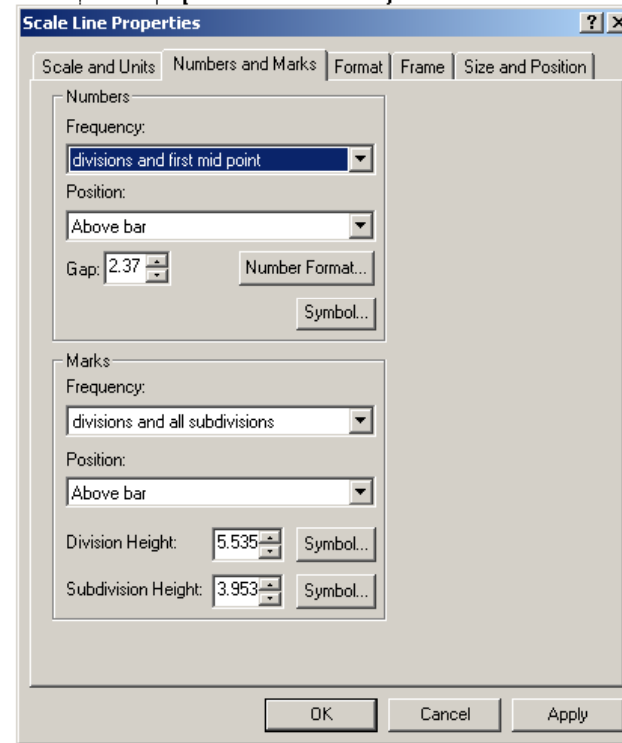 Scale Line Properties
Scale and Units Numbers and Marks Format Frame Size and Position
Numbers
Frequency:
divisions and first mid point
Position:
Above bar
Gap: 2.37 Number Format...
Symbol...
Marks
Frequency:
divisions and all subdivisions
Position:
Above bar
Division Height: 5.535 Symbol...
Subdivision Height: 3.953 Symbol...
OK Cancel Apply